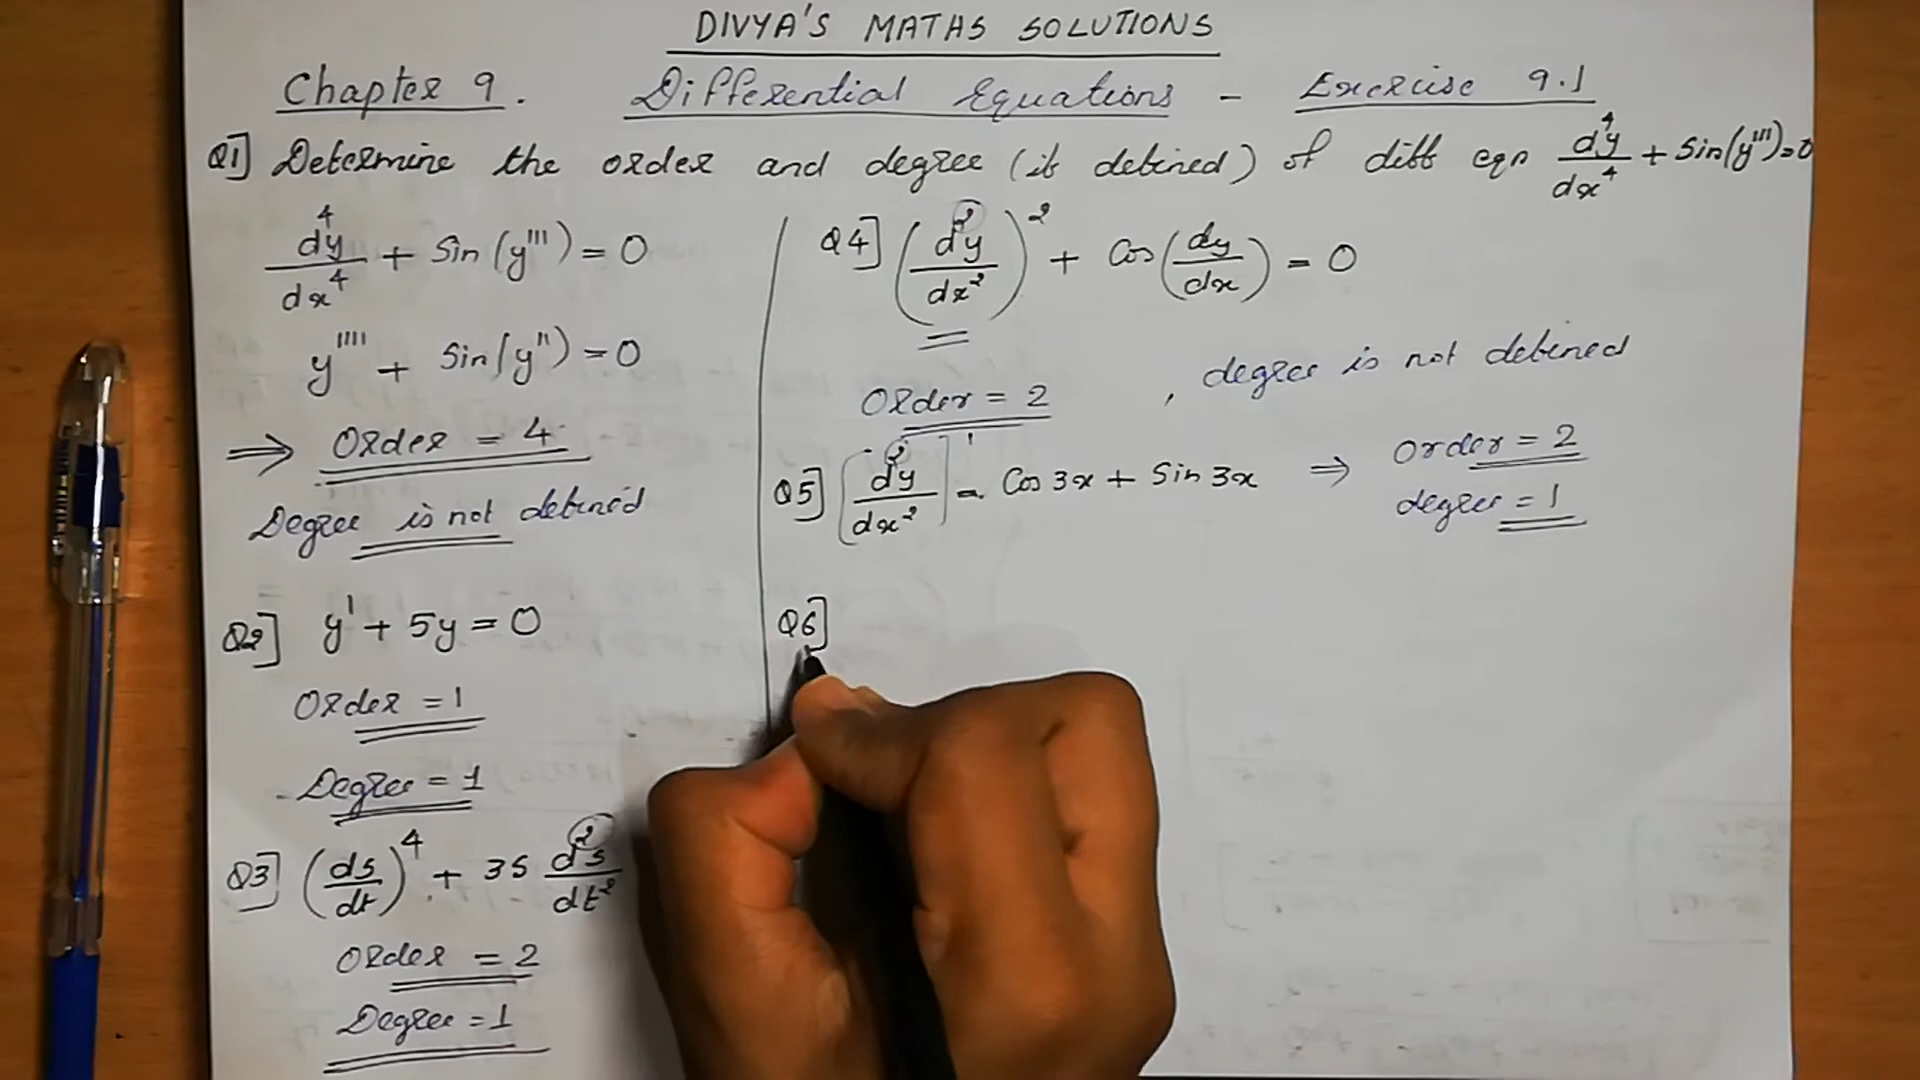 DIVYA'S MATHS SOLUTIONS
Chapter 9. Differential Equations - Exercise 9.1
Q1] Determine the order and degree (if defined) of diff eqn d⁴y/dx⁴ + Sin(y''')=0
d⁴y/dx⁴ + Sin(y''') = 0
y'''' + Sin(y''') = 0
⇒ Order = 4
Degree is not defined
Q2] y' + 5y = 0
Order = 1
Degree = 1
Q3] (ds/dt)⁴ + 3S d²s/dt²
Order = 2
Degree = 1
Q4] (d²y/dx²)² + Cos(dy/dx) = 0
Order = 2 , degree is not defined
Q5] [d²y/dx²]¹ = Cos 3x + Sin 3x ⇒ Order = 2
degree = 1
Q6]